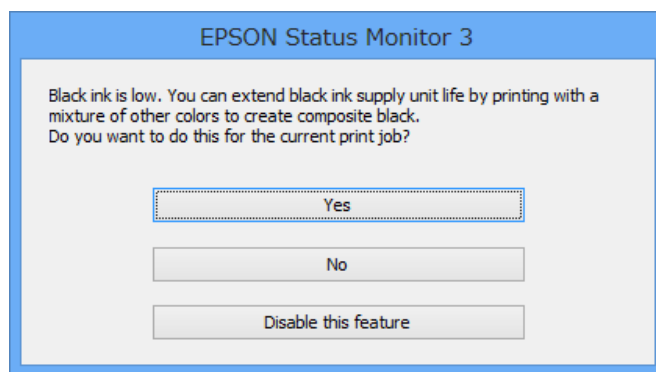 EPSON Status Monitor 3
Black ink is low. You can extend black ink supply unit life by printing with a
mixture of other colors to create composite black.
Do you want to do this for the current print job?
Yes
No
Disable this feature